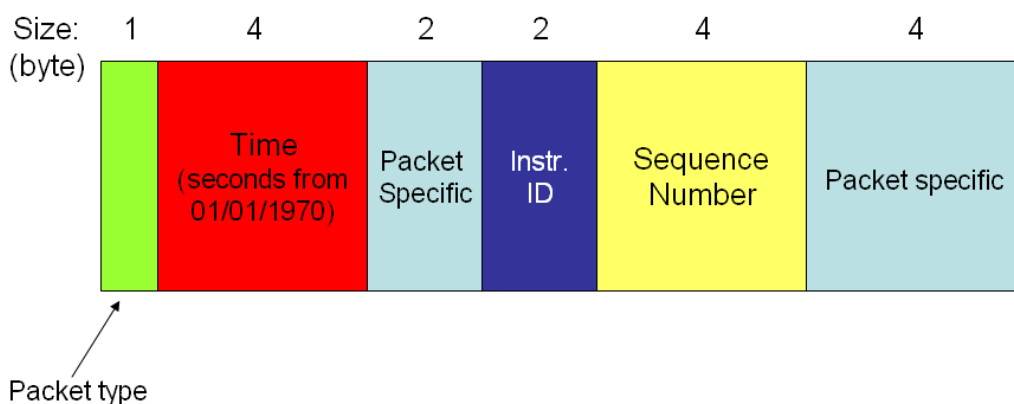 Size: 1 4 2 2 4 4
(byte)
Time
(seconds from
01/01/1970)
Packet
Specific
Instr.
ID
Sequence
Number
Packet specific
Packet type